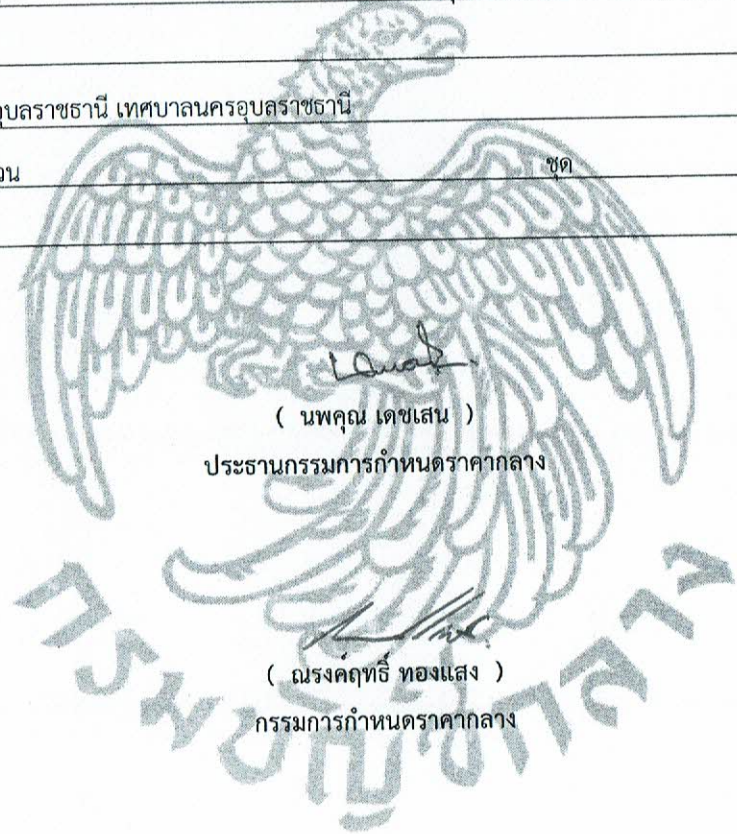 อุบลราชธานี เทศบาลนครอุบลราชธานี
ชุด
( นพคุณ เดชเสน )
ประธานกรรมการกำหนดราคากลาง
( ณรงค์ฤทธิ์ ทองแสง )
กรรมการกำหนดราคากลาง
กรมบัญชีกลาง